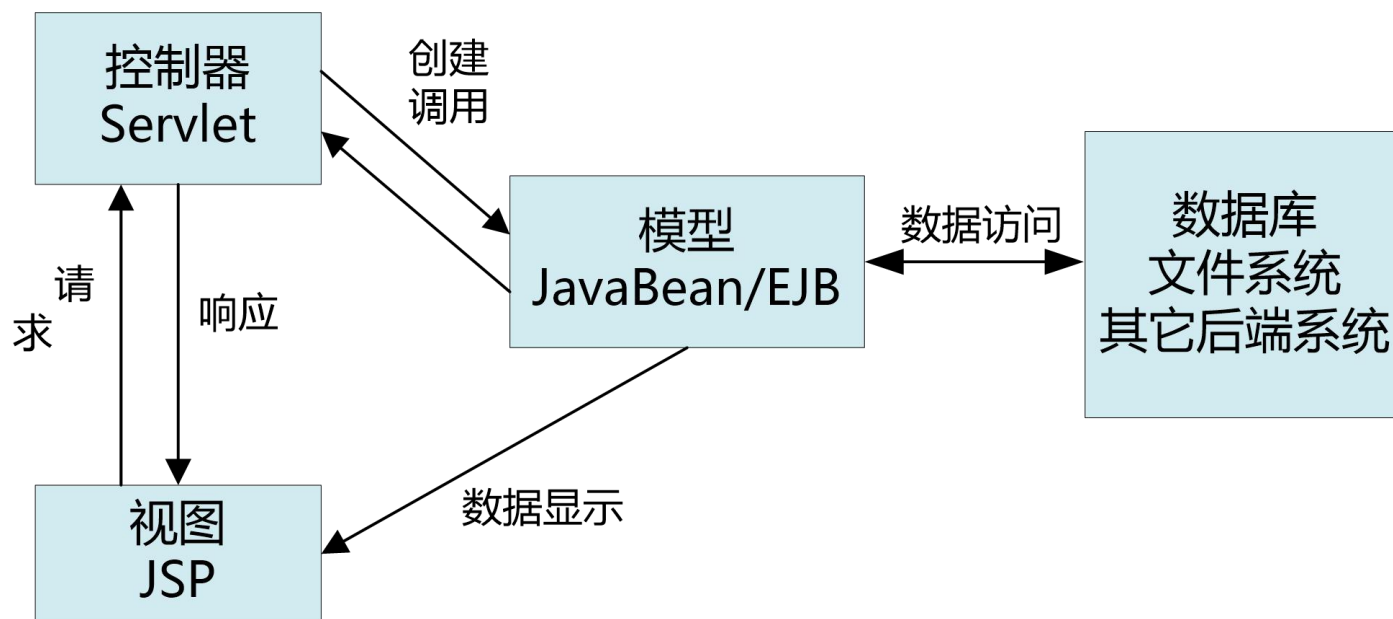 控制器
Servlet
创建
调用
模型
JavaBean/EJB
数据访问
数据库
文件系统
其它后端系统
请
求
响应
数据显示
视图
JSP